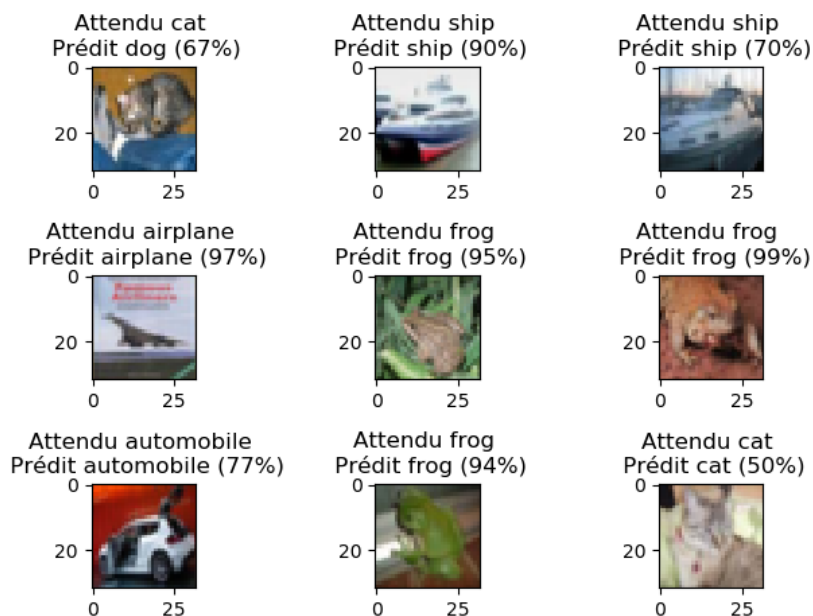 Attendu cat
Prédit dog (67%)
0
20
0 25
Attendu ship
Prédit ship (90%)
0
20
0 25
Attendu ship
Prédit ship (70%)
0
20
0 25
Attendu airplane
Prédit airplane (97%)
0
20
0 25
Attendu frog
Prédit frog (95%)
0
20
0 25
Attendu frog
Prédit frog (99%)
0
20
0 25
Attendu automobile
Prédit automobile (77%)
0
20
0 25
Attendu frog
Prédit frog (94%)
0
20
0 25
Attendu cat
Prédit cat (50%)
0
20
0 25